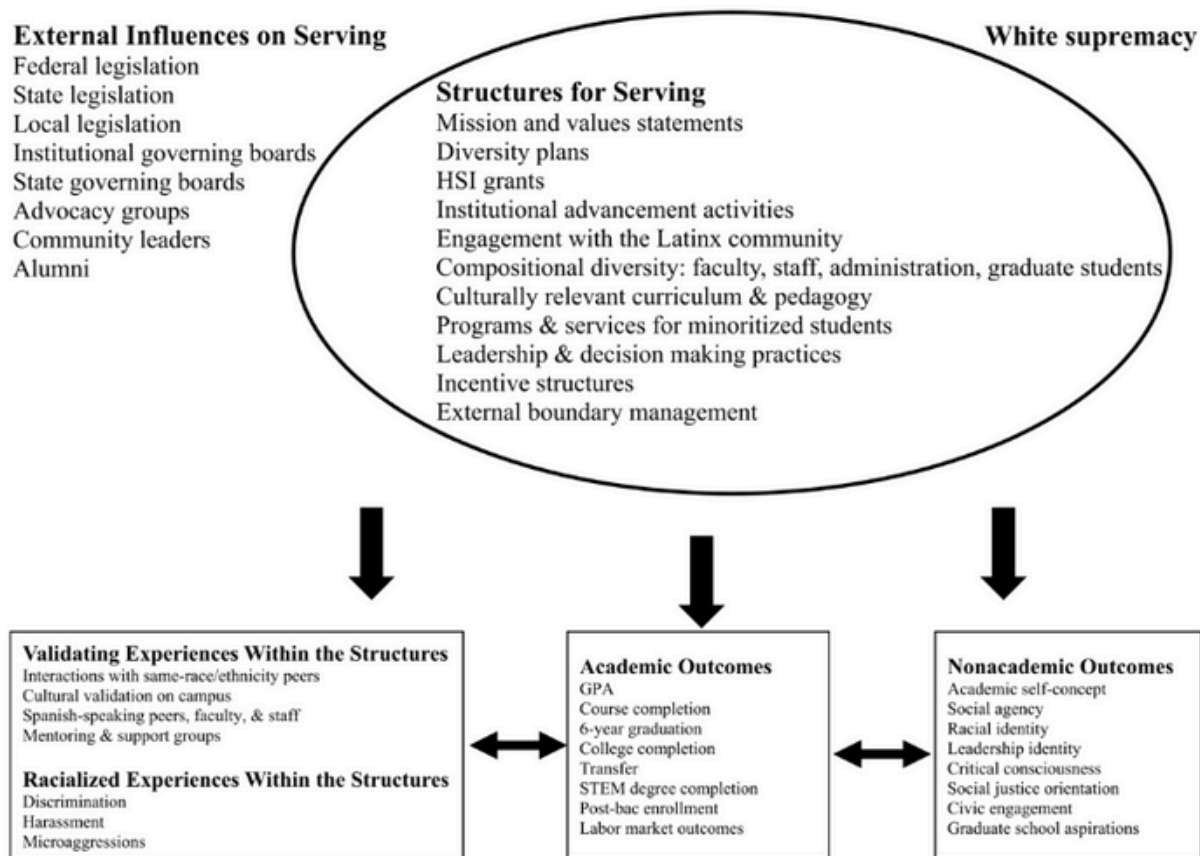 External Influences on Serving
Federal legislation
State legislation
Local legislation
Institutional governing boards
State governing boards
Advocacy groups
Community leaders
Alumni
White supremacy
Structures for Serving
Mission and values statements
Diversity plans
HSI grants
Institutional advancement activities
Engagement with the Latinx community
Compositional diversity: faculty, staff, administration, graduate students
Culturally relevant curriculum & pedagogy
Programs & services for minoritized students
Leadership & decision making practices
Incentive structures
External boundary management
Validating Experiences Within the Structures
Interactions with same-race/ethnicity peers
Cultural validation on campus
Spanish-speaking peers, faculty, & staff
Mentoring & support groups
Racialized Experiences Within the Structures
Discrimination
Harassment
Microaggressions
Academic Outcomes
GPA
Course completion
6-year graduation
College completion
Transfer
STEM degree completion
Post-bac enrollment
Labor market outcomes
Nonacademic Outcomes
Academic self-concept
Social agency
Racial identity
Leadership identity
Critical consciousness
Social justice orientation
Civic engagement
Graduate school aspirations